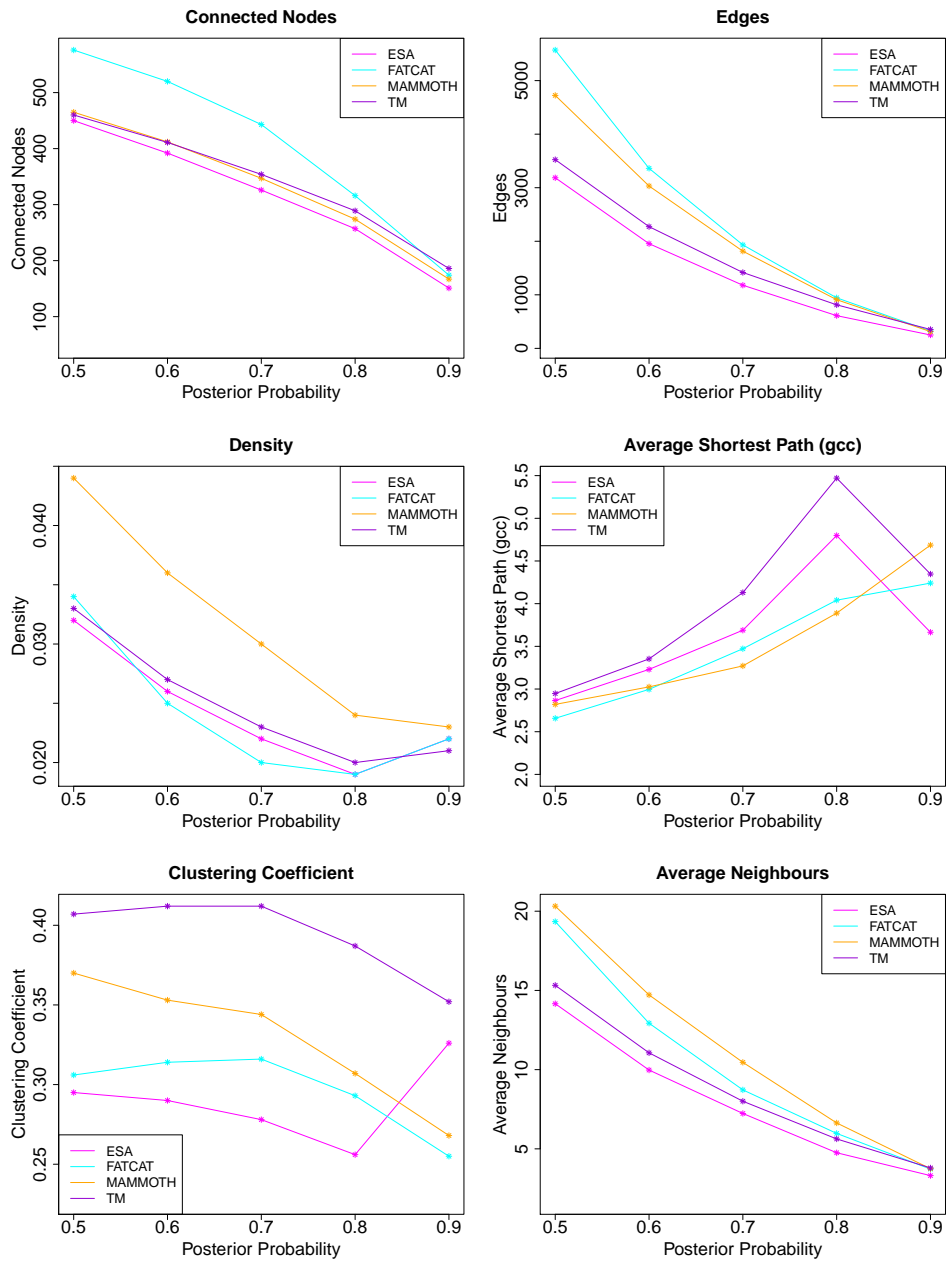 Connected Nodes
Connected Nodes
500
400
300
200
100
ESA
FATCAT
MAMMOTH
TM
0.5 0.6 0.7 0.8 0.9
Posterior Probability
Edges
Edges
5000
3000
1000
0
ESA
FATCAT
MAMMOTH
TM
0.5 0.6 0.7 0.8 0.9
Posterior Probability
Density
Density
0.040
0.030
0.020
ESA
FATCAT
MAMMOTH
TM
0.5 0.6 0.7 0.8 0.9
Posterior Probability
Average Shortest Path (gcc)
Average Shortest Path (gcc)
5.5
5.0
4.5
4.0
3.5
3.0
2.5
2.0
ESA
FATCAT
MAMMOTH
TM
0.5 0.6 0.7 0.8 0.9
Posterior Probability
Clustering Coefficient
Clustering Coefficient
0.40
0.35
0.30
0.25
ESA
FATCAT
MAMMOTH
TM
0.5 0.6 0.7 0.8 0.9
Posterior Probability
Average Neighbours
Average Neighbours
20
15
10
5
ESA
FATCAT
MAMMOTH
TM
0.5 0.6 0.7 0.8 0.9
Posterior Probability